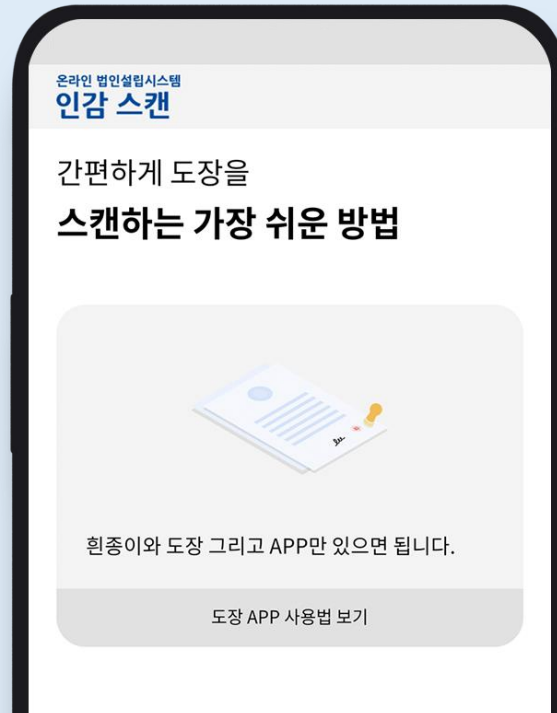 온라인 법인설립시스템
인감 스캔
간편하게 도장을
스캔하는 가장 쉬운 방법
흰종이와 도장 그리고 APP만 있으면 됩니다.
도장 APP 사용법 보기